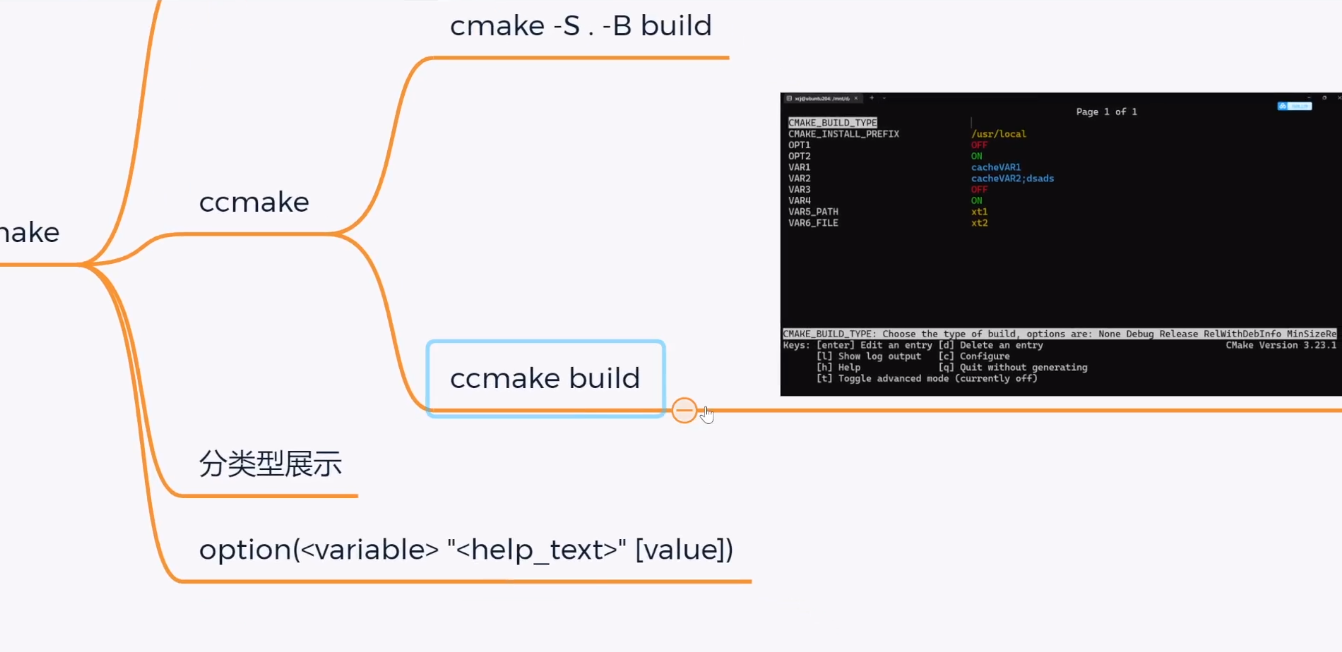 cmake -S . -B build
ccmake
make
ccmake build
分类型展示
option(<variable> "<help_text>" [value])
Page 1 of 1
CMAKE_BUILD_TYPE
CMAKE_INSTALL_PREFIX /usr/local
OPT1 OFF
OPT2 ON
VAR1 cacheVAR1
VAR2 cacheVAR2;dsads
VAR3 OFF
VAR4 ON
VAR5_PATH xt1
VAR6_FILE xt2
CMAKE_BUILD_TYPE: Choose the type of build, options are: None Debug Release RelWithDebInfo MinSizeRe
Keys: [enter] Edit an entry [d] Delete an entry CMake Version 3.23.1
[l] Show log output [c] Configure
[h] Help [q] Quit without generating
[t] Toggle advanced mode (currently off)